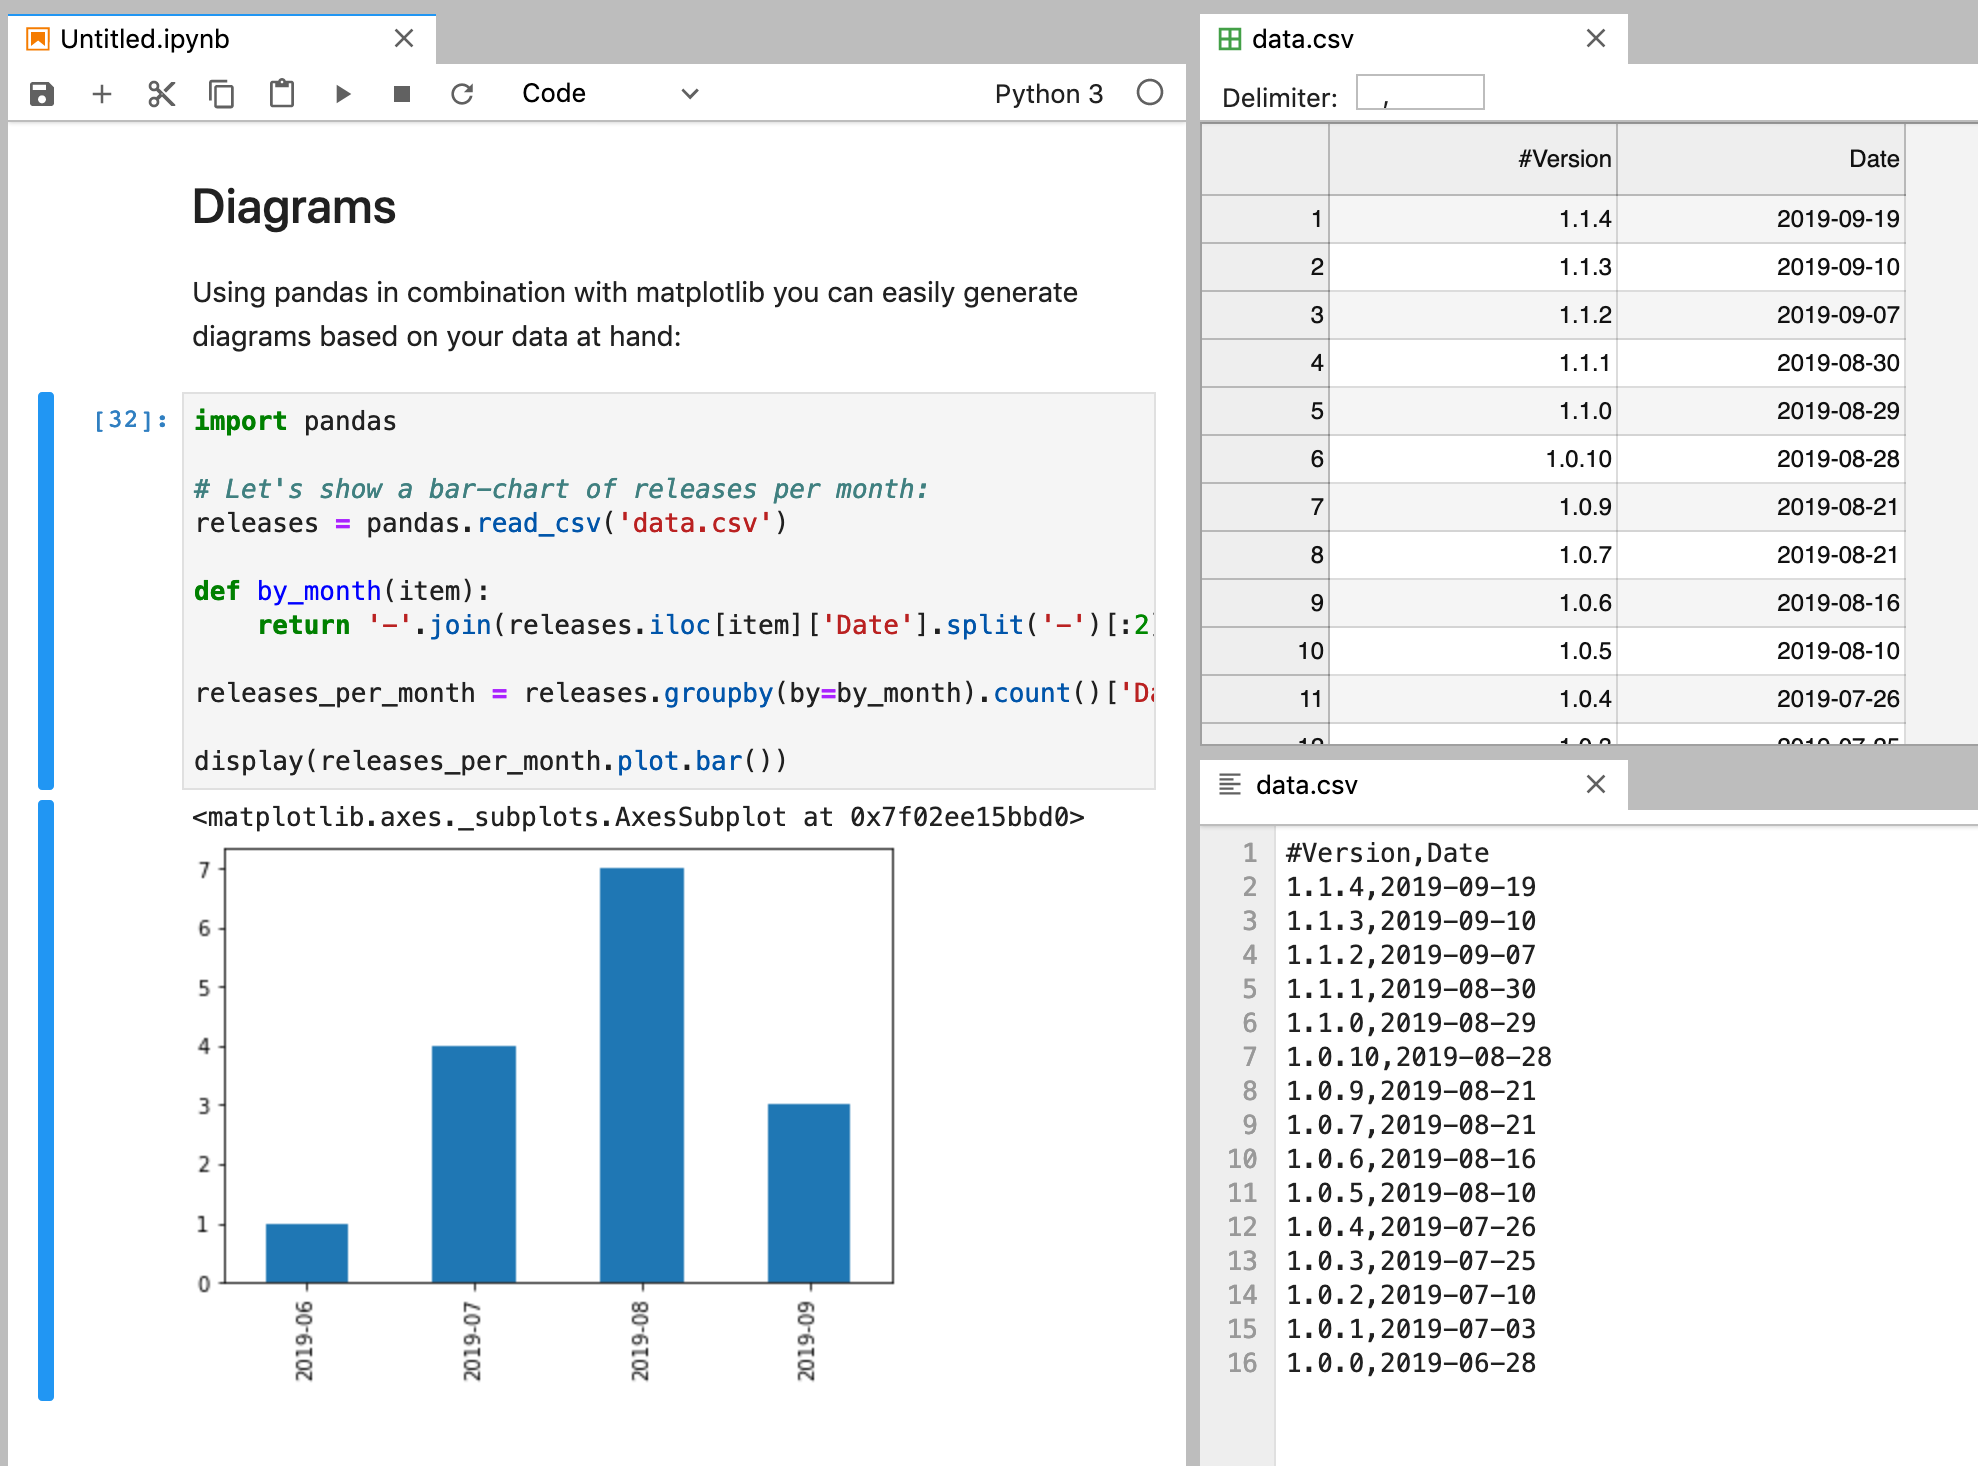 Untitled.ipynb
Code
Python 3
Diagrams
Using pandas in combination with matplotlib you can easily generate
diagrams based on your data at hand:
[32]:
import pandas
# Let's show a bar-chart of releases per month:
releases = pandas.read_csv('data.csv')
def by_month(item):
    return '-'.join(releases.iloc[item]['Date'].split('-')[:2]
releases_per_month = releases.groupby(by=by_month).count()['Da
display(releases_per_month.plot.bar())
<matplotlib.axes._subplots.AxesSubplot at 0x7f02ee15bbd0>
7
6
5
4
3
2
1
0
2019-06 2019-07 2019-08 2019-09
data.csv
Delimiter: ,
#Version Date
1 1.1.4 2019-09-19
2 1.1.3 2019-09-10
3 1.1.2 2019-09-07
4 1.1.1 2019-08-30
5 1.1.0 2019-08-29
6 1.0.10 2019-08-28
7 1.0.9 2019-08-21
8 1.0.7 2019-08-21
9 1.0.6 2019-08-16
10 1.0.5 2019-08-10
11 1.0.4 2019-07-26
data.csv
1 #Version,Date
2 1.1.4,2019-09-19
3 1.1.3,2019-09-10
4 1.1.2,2019-09-07
5 1.1.1,2019-08-30
6 1.1.0,2019-08-29
7 1.0.10,2019-08-28
8 1.0.9,2019-08-21
9 1.0.7,2019-08-21
10 1.0.6,2019-08-16
11 1.0.5,2019-08-10
12 1.0.4,2019-07-26
13 1.0.3,2019-07-25
14 1.0.2,2019-07-10
15 1.0.1,2019-07-03
16 1.0.0,2019-06-28